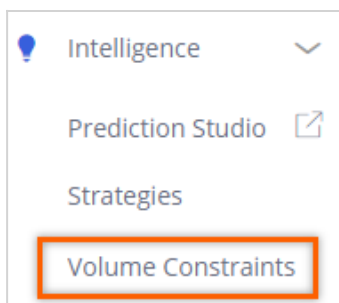 Intelligence
Prediction Studio
Strategies
Volume Constraints